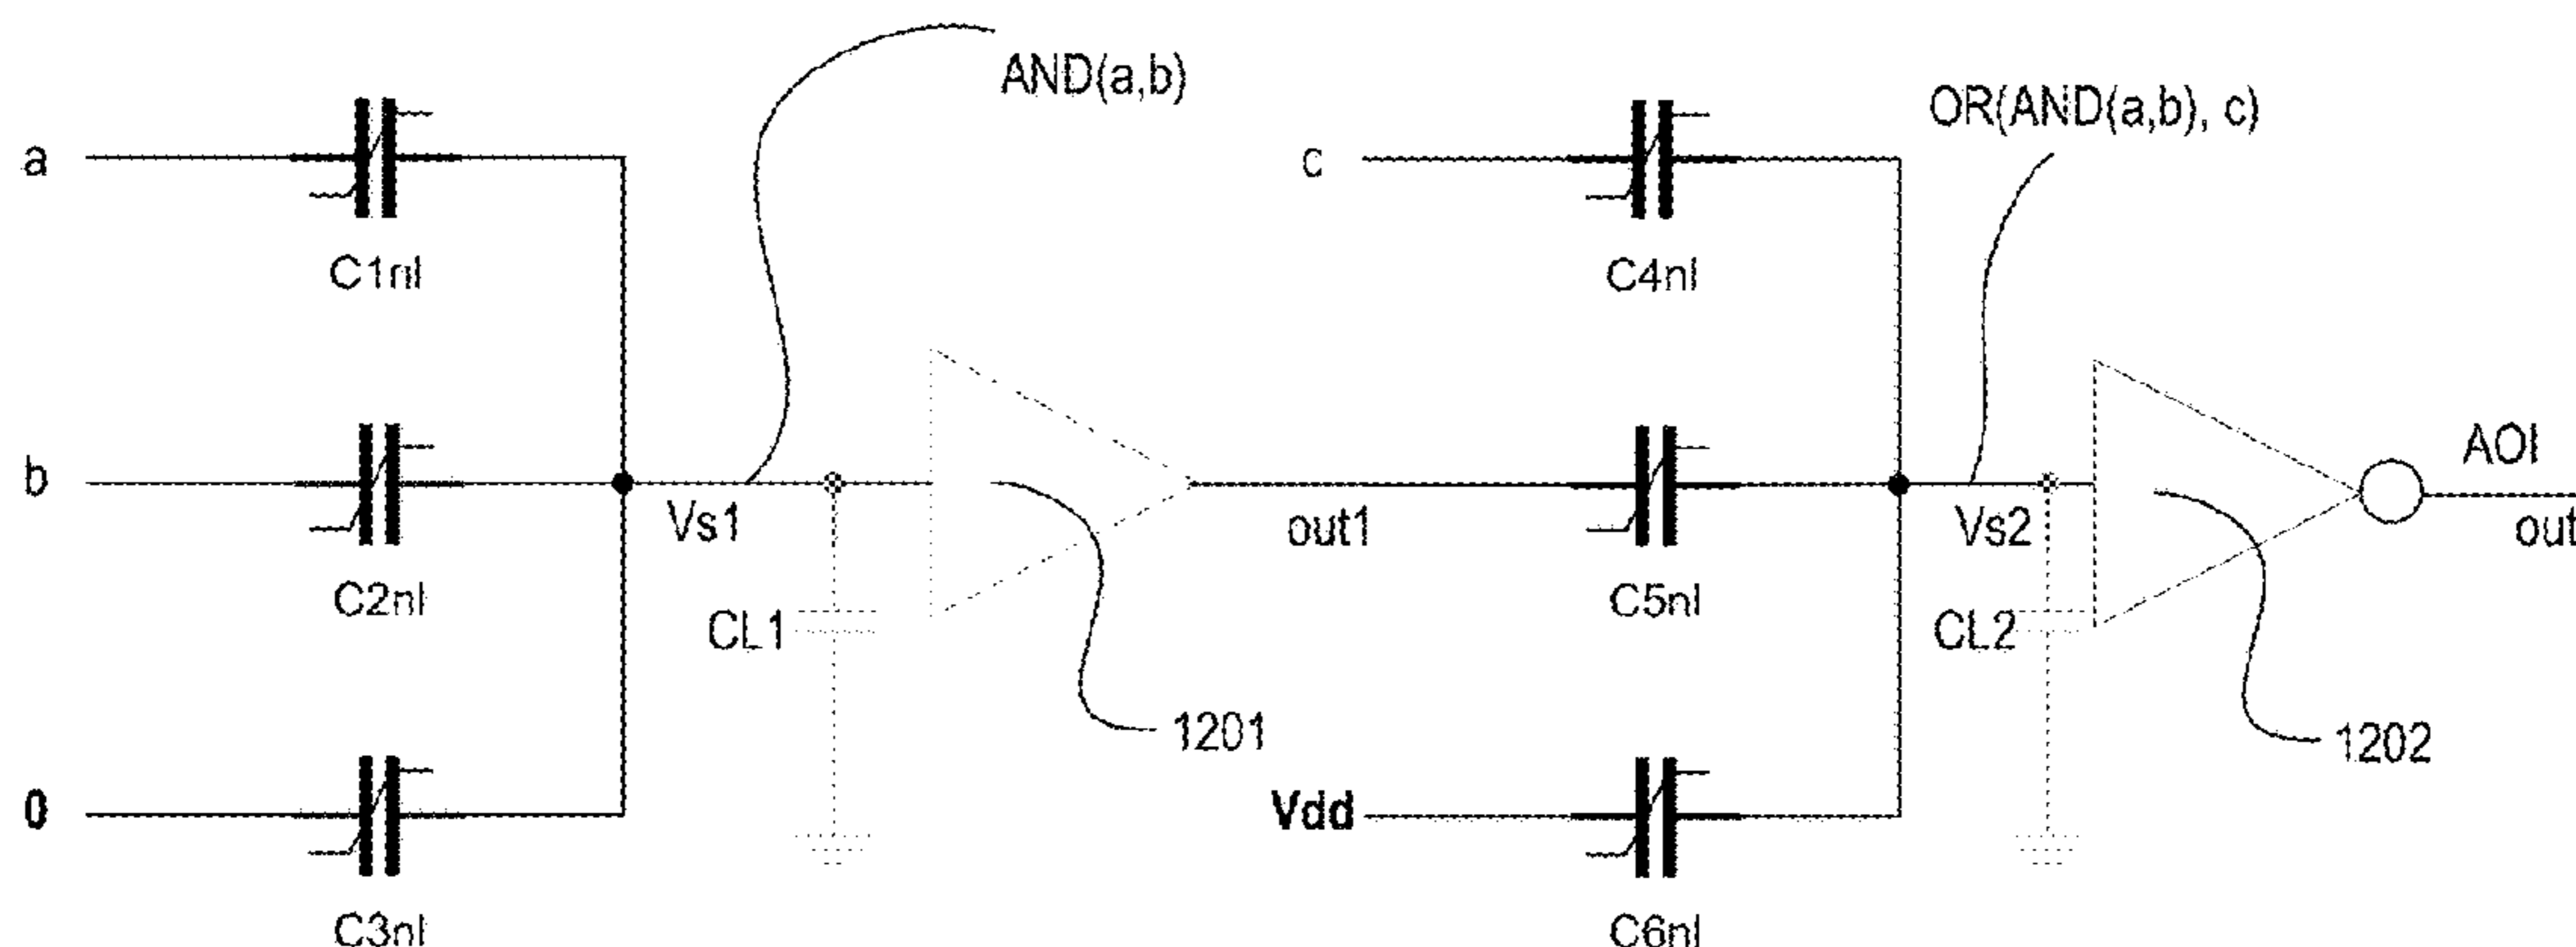 AND(a,b)
OR(AND(a,b), c)
a
c
C1nl
C4nl
b
Vs1
out1
Vs2
AOI
out
C2nl
C5nl
CL1
CL2
1201
1202
0
Vdd
C3nl
C6nl